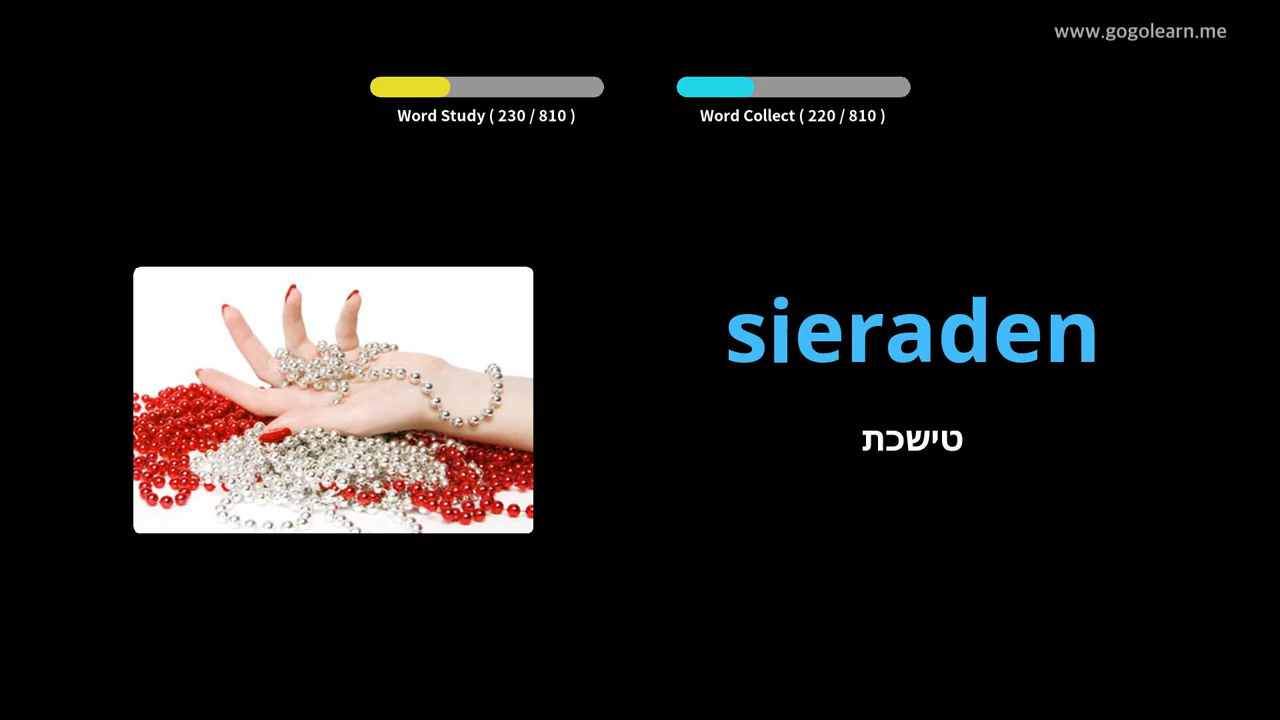 www.gogolearn.me
Word Study ( 230 / 810 )
Word Collect ( 220 / 810 )
sieraden
טישכת